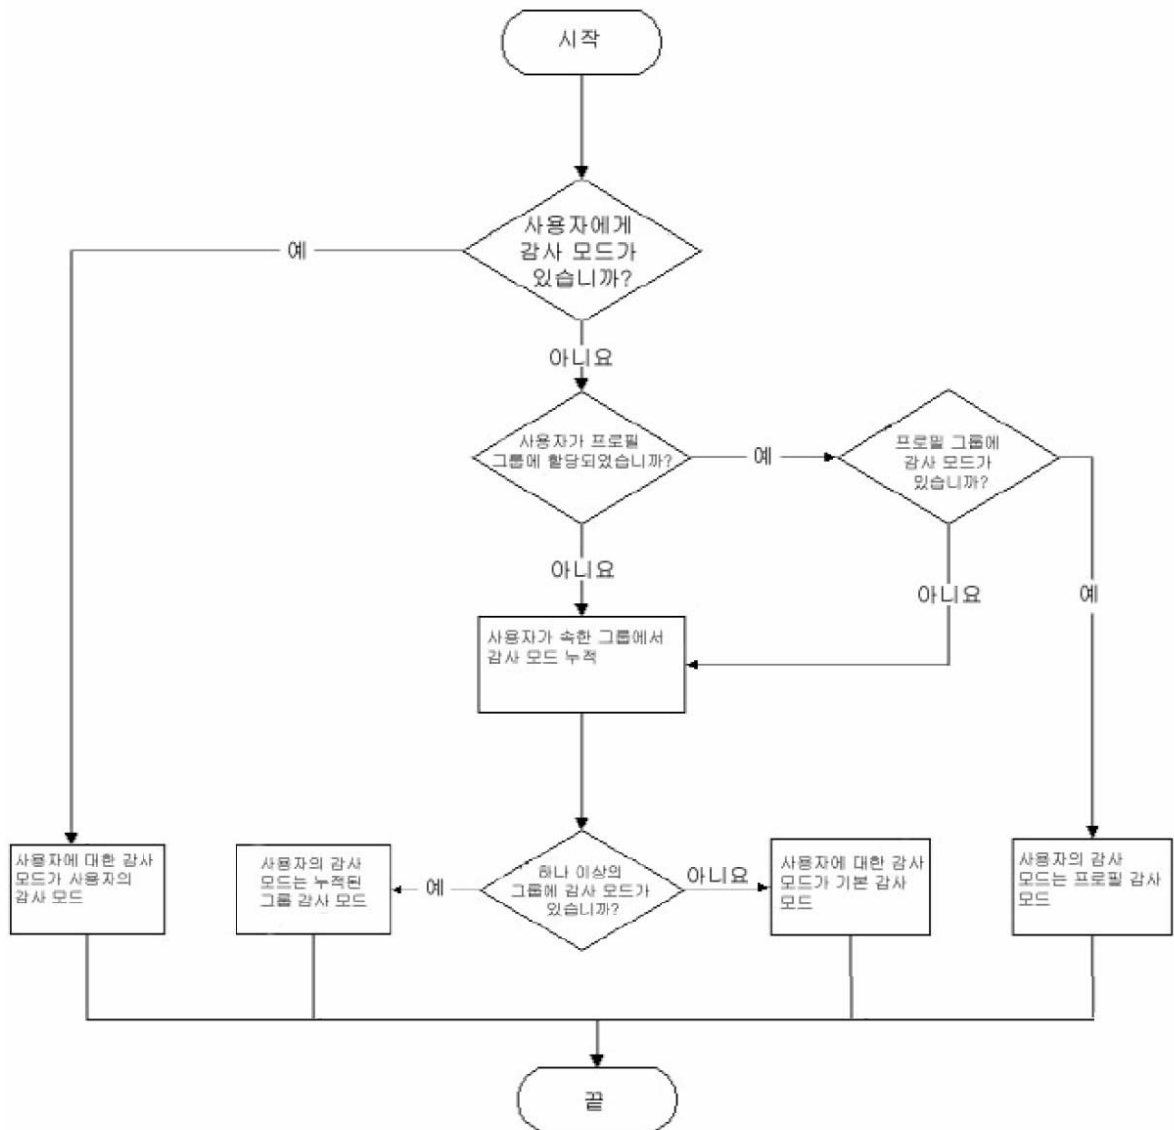 시작
사용자에게
감사 모드가
있습니까?
예
아니요
사용자가 프로필
그룹에 할당되었습니까?
예
프로필 그룹에
감사 모드가
있습니까?
아니요
아니요
예
사용자가 속한 그룹에서
감사 모드 누적
사용자에 대한 감사
모드가 사용자의
감사 모드
사용자의 감사
모드는 누적된
그룹 감사 모드
예
하나 이상의
그룹에 감사 모드가
있습니까?
아니요
사용자에 대한 감사
모드가 기본 감사
모드
사용자의 감사
모드는 프로필 감사
모드
끝